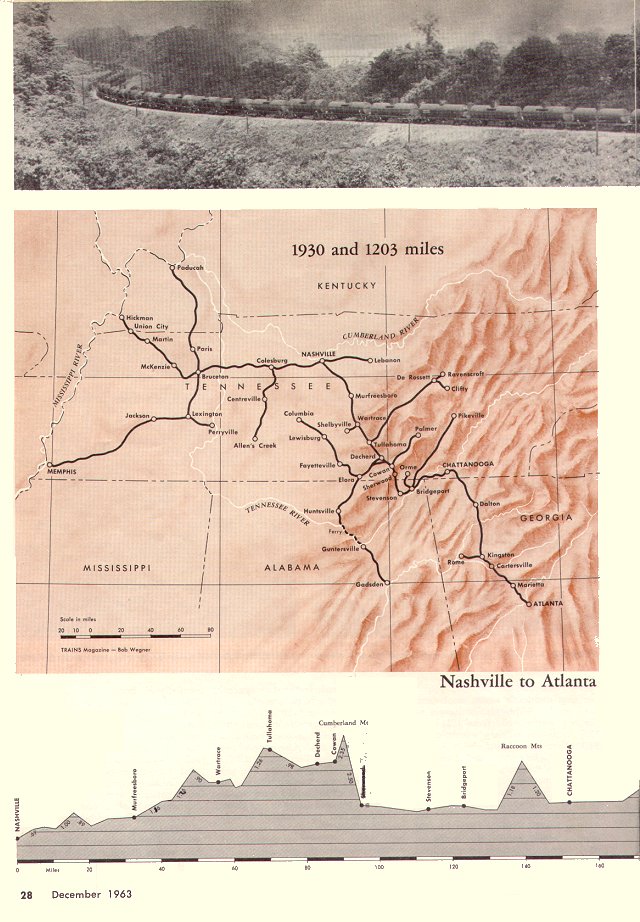 1930 and 1203 miles
KENTUCKY
Paducah
CUMBERLAND RIVER
Hickman
Union City
Martin
MISSISSIPPI RIVER
Paris
McKenzie
Bruceton
Colesburg
NASHVILLE
Lebanon
De Rossett
Ravenscroft
Clifty
TENNESSEE
Centreville
Murfreesboro
Jackson
Lexington
Perryville
Columbia
Shelbyville
Wartrace
Pikeville
Allen's Creek
Lewisburg
Tullahoma
Palmer
Decherd
MEMPHIS
Fayetteville
Cowan
Orme
CHATTANOOGA
Elora
Sherwood
Stevenson
Bridgeport
Dalton
TENNESSEE RIVER
Huntsville
GEORGIA
Ferry
Guntersville
Rome
Kingston
Cartersville
MISSISSIPPI
ALABAMA
Gadsden
Marietta
ATLANTA
Scale in miles
20 10 0 20 40 60 80
TRAINS Magazine — Bob Wegner
Nashville to Atlanta
NASHVILLE
Murfreesboro
Wartrace
Tullahoma
Decherd
Cowan
Cumberland Mt
Stevenson
Bridgeport
Raccoon Mts
CHATTANOOGA
0 Miles 20 40 60 80 100 120 140 160
28 December 1963